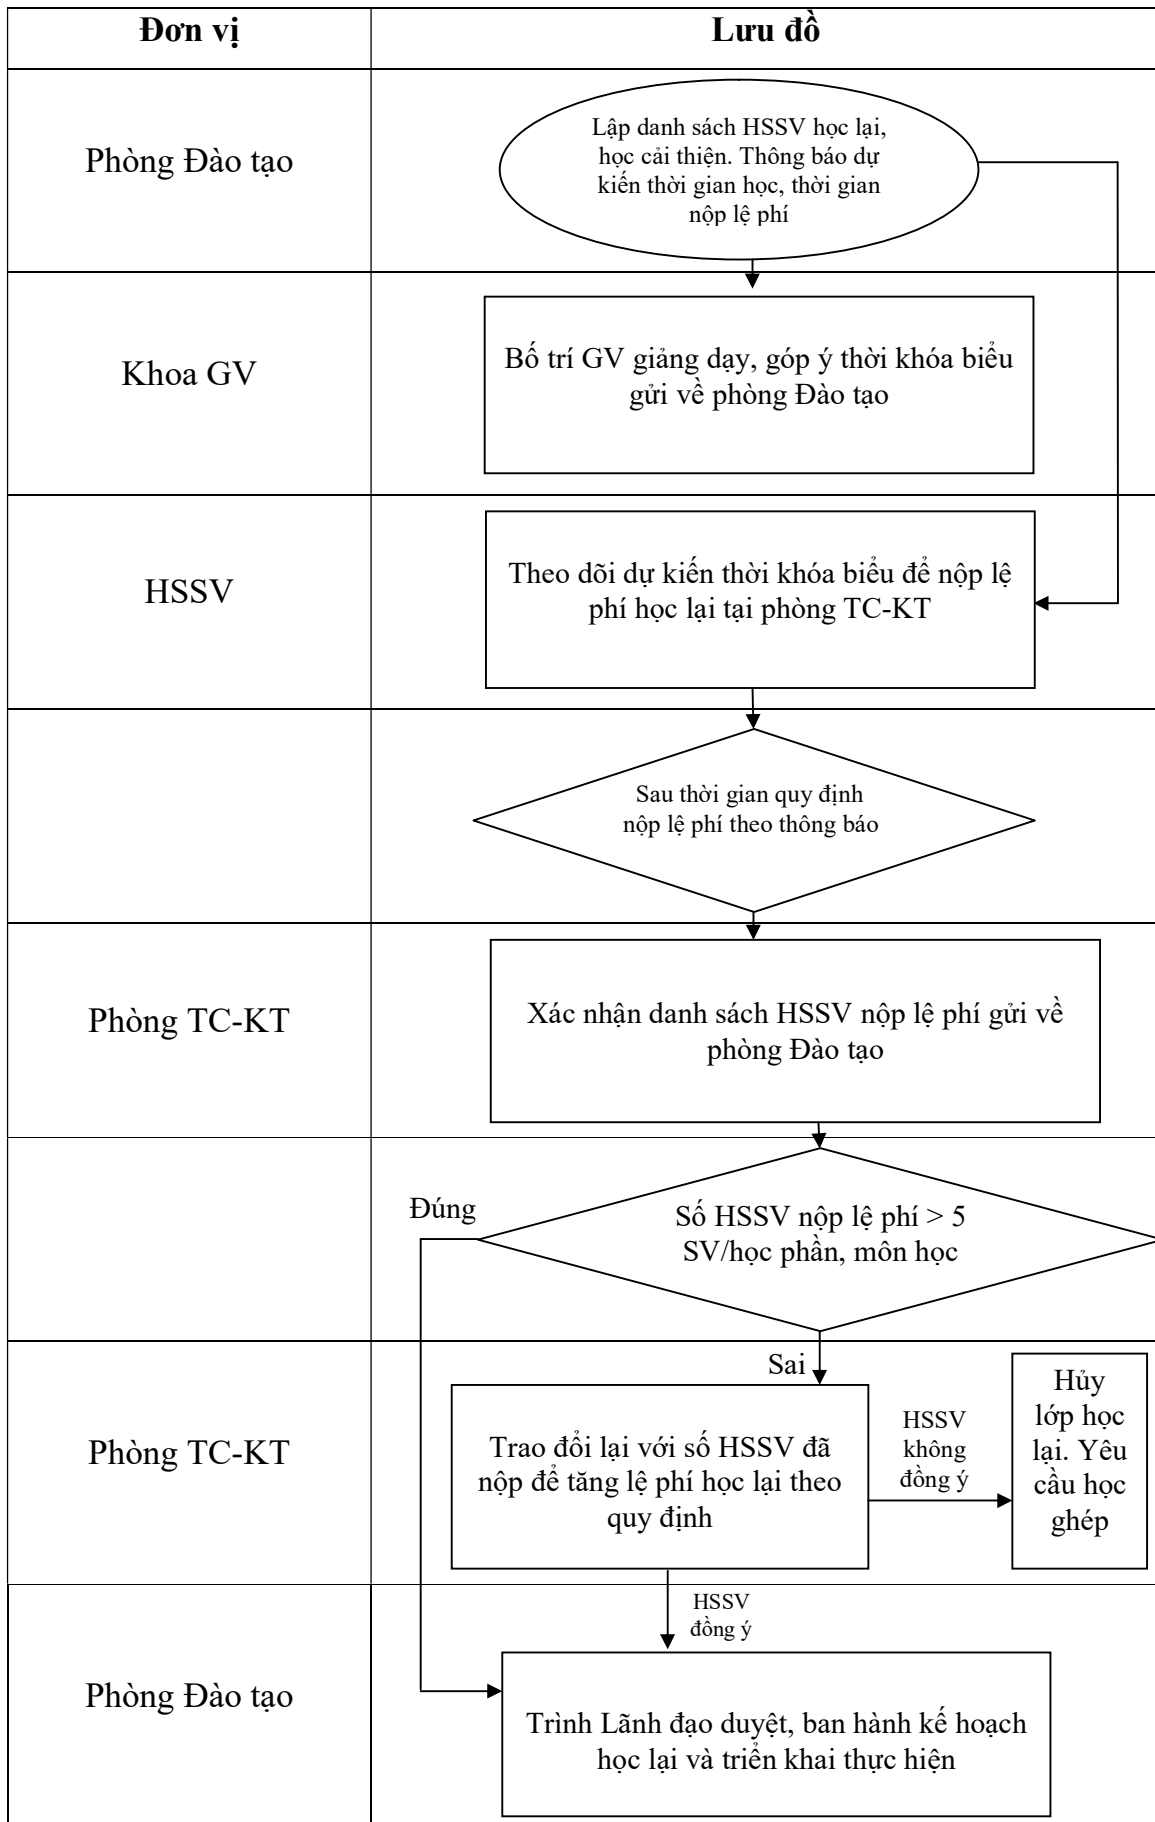 Đơn vị
Lưu đồ
Phòng Đào tạo
Lập danh sách HSSV học lại,
học cải thiện. Thông báo dự
kiến thời gian học, thời gian
nộp lệ phí
Khoa GV
Bố trí GV giảng dạy, góp ý thời khóa biểu
gửi về phòng Đào tạo
HSSV
Theo dõi dự kiến thời khóa biểu để nộp lệ
phí học lại tại phòng TC-KT
Sau thời gian quy định
nộp lệ phí theo thông báo
Phòng TC-KT
Xác nhận danh sách HSSV nộp lệ phí gửi về
phòng Đào tạo
Đúng
Số HSSV nộp lệ phí > 5
SV/học phần, môn học
Sai
Phòng TC-KT
Trao đổi lại với số HSSV đã
nộp để tăng lệ phí học lại theo
quy định
HSSV
không
đồng ý
Hủy
lớp học
lại. Yêu
cầu học
ghép
HSSV
đồng ý
Phòng Đào tạo
Trình Lãnh đạo duyệt, ban hành kế hoạch
học lại và triển khai thực hiện